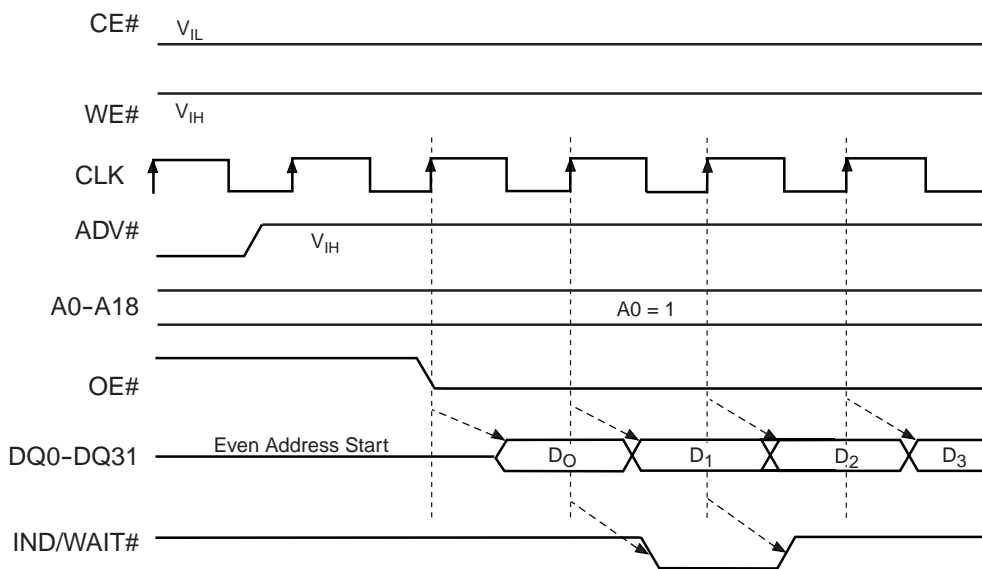 CE#
VIL
WE#
VIH
CLK
ADV#
VIH
A0-A18
A0 = 1
OE#
DQ0-DQ31
Even Address Start
DO
D1
D2
D3
IND/WAIT#